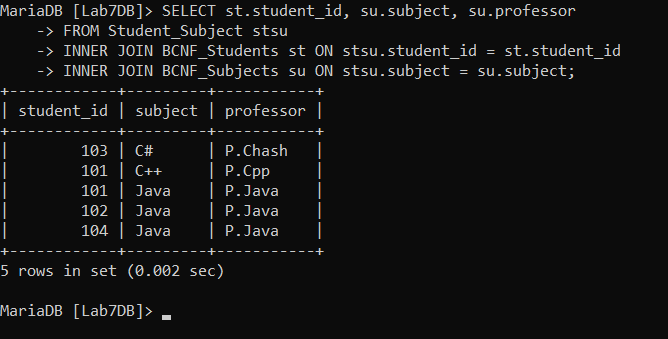 MariaDB [Lab7DB]> SELECT st.student_id, su.subject, su.professor
    -> FROM Student_Subject stsu
    -> INNER JOIN BCNF_Students st ON stsu.student_id = st.student_id
    -> INNER JOIN BCNF_Subjects su ON stsu.subject = su.subject;
+------------+---------+-----------+
| student_id | subject | professor |
+------------+---------+-----------+
|        103 | C#      | P.Chash   |
|        101 | C++     | P.Cpp     |
|        101 | Java    | P.Java    |
|        102 | Java    | P.Java    |
|        104 | Java    | P.Java    |
+------------+---------+-----------+
5 rows in set (0.002 sec)
MariaDB [Lab7DB]> _